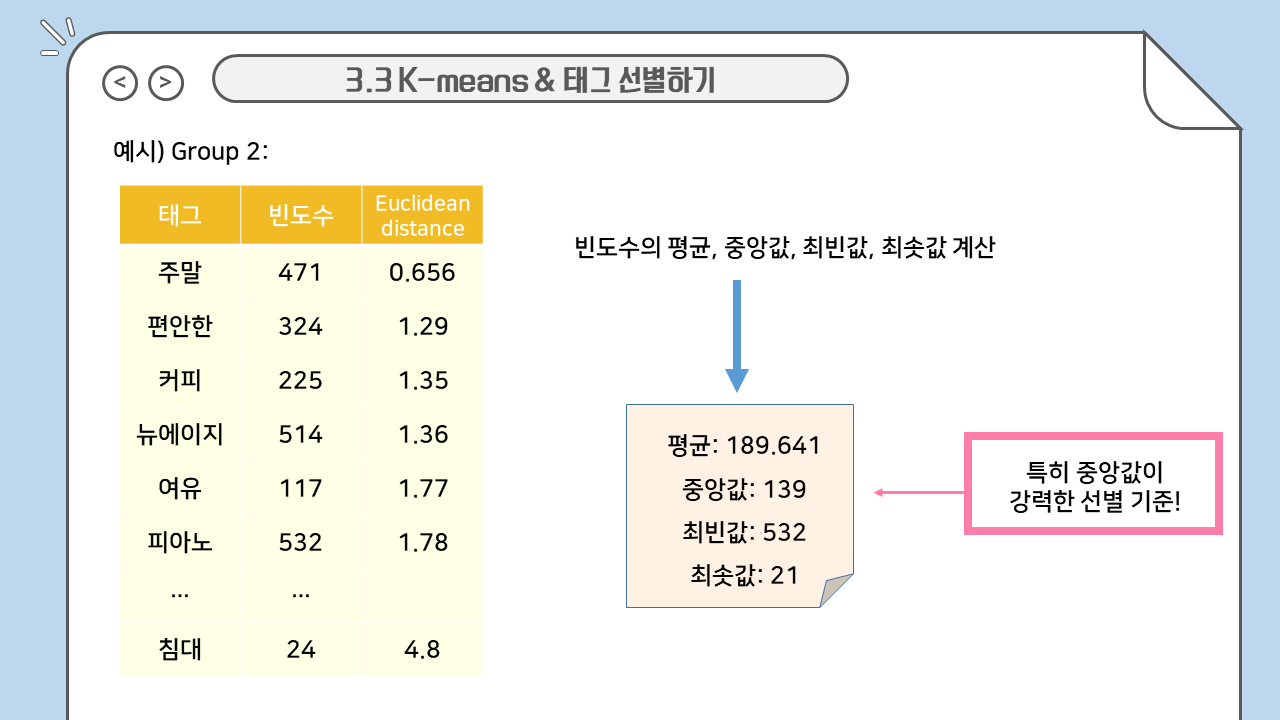 < >
3.3 K-means & 태그 선별하기
예시) Group 2:
태그 빈도수 Euclidean distance
주말 471 0.656
편안한 324 1.29
커피 225 1.35
뉴에이지 514 1.36
여유 117 1.77
피아노 532 1.78
... ...
침대 24 4.8
빈도수의 평균, 중앙값, 최빈값, 최솟값 계산
평균: 189.641
중앙값: 139
최빈값: 532
최솟값: 21
특히 중앙값이
강력한 선별 기준!